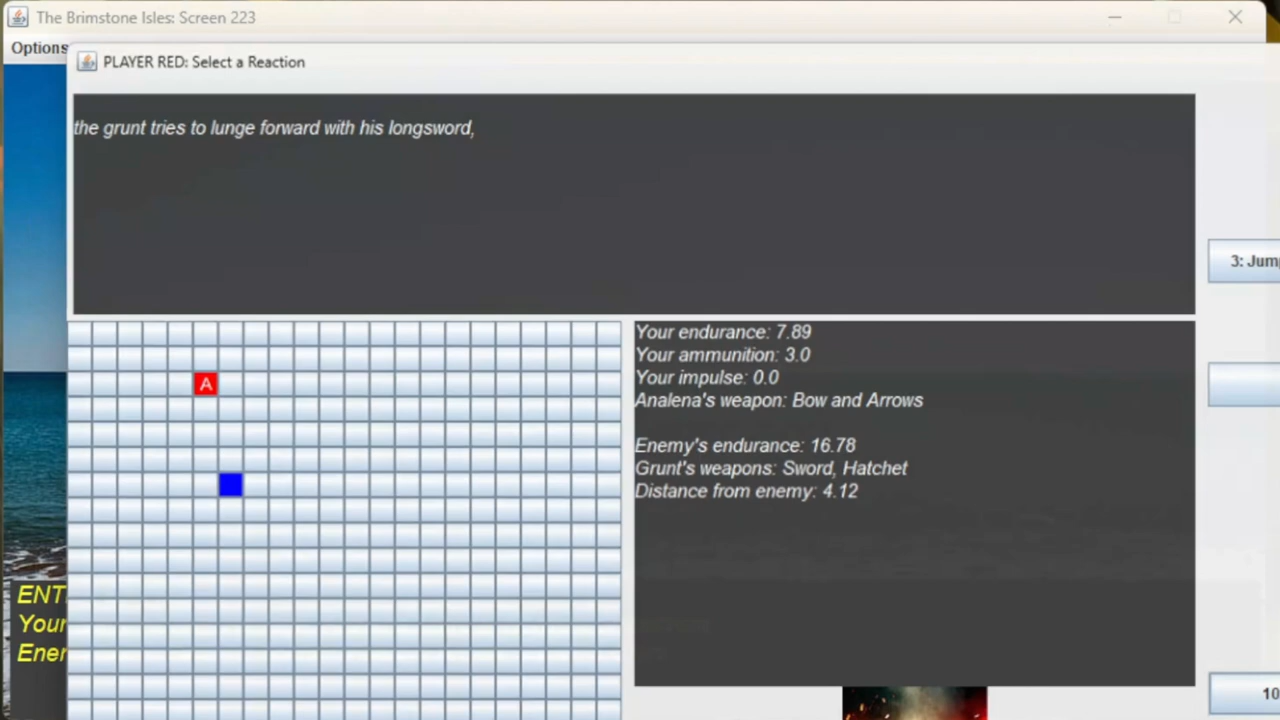 The Brimstone Isles: Screen 223
Options
PLAYER RED: Select a Reaction
the grunt tries to lunge forward with his longsword,
3: Jum
A
Your endurance: 7.89
Your ammunition: 3.0
Your impulse: 0.0
Analena's weapon: Bow and Arrows
Enemy's endurance: 16.78
Grunt's weapons: Sword, Hatchet
Distance from enemy: 4.12
ENT
Your
Ener
10